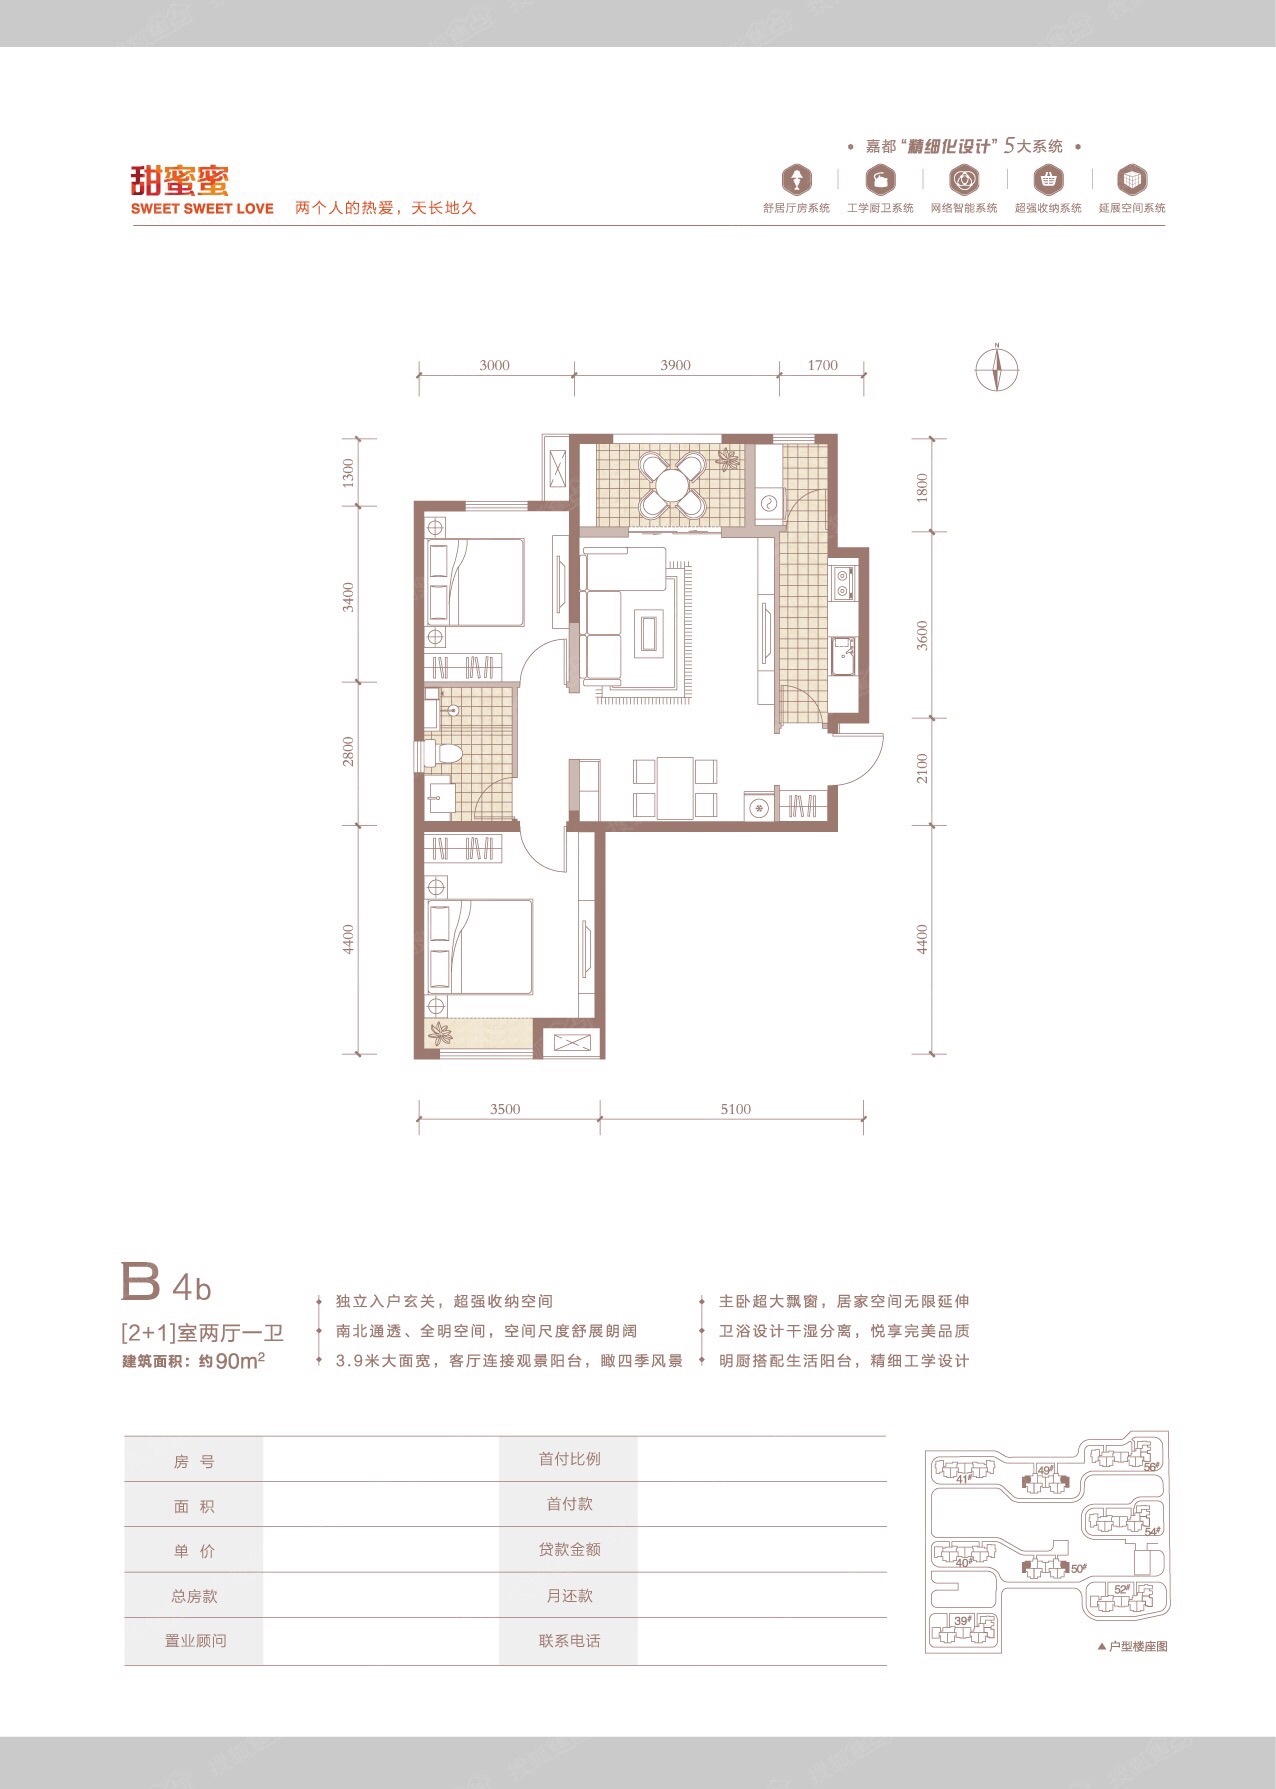 嘉都“精细化设计”5大系统
甜蜜蜜
SWEET SWEET LOVE 两个人的热爱，天长地久
舒居厅房系统 工学厨卫系统 网络智能系统 超强收纳系统 延展空间系统
3000 3900 1700
N
1300
3400
2800
4400
1800
3600
2100
4400
3500 5100
B 4b
[2+1]室两厅一卫
建筑面积：约90m²
独立入户玄关，超强收纳空间
南北通透、全明空间，空间尺度舒展朗阔
3.9米大面宽，客厅连接观景阳台，瞰四季风景
主卧超大飘窗，居家空间无限延伸
卫浴设计干湿分离，悦享完美品质
明厨搭配生活阳台，精细工学设计
房 号 首付比例
面 积 首付款
单 价 贷款金额
总房款 月还款
置业顾问 联系电话
41# 49# 56#
54#
40# 50#
52#
39#
▲户型楼座图